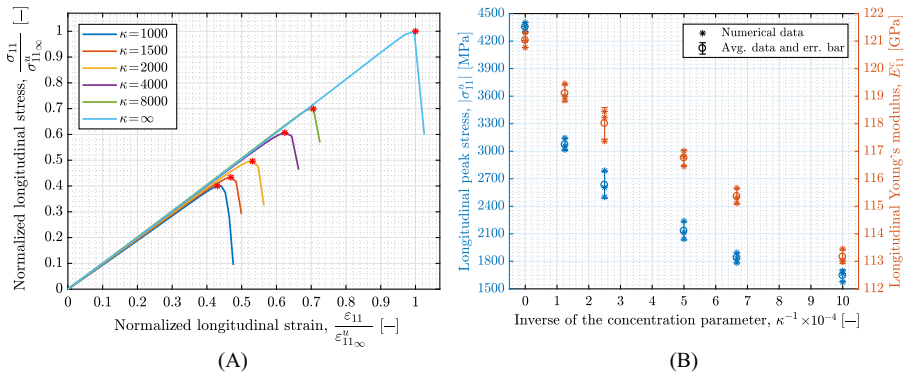 Normalized longitudinal stress, σ₁₁ / σᵘ₁₁∞ [−]
1
0.9
0.8
0.7
0.6
0.5
0.4
0.3
0.2
0.1
0
κ=1000
κ=1500
κ=2000
κ=4000
κ=8000
κ=∞
0 0.1 0.2 0.3 0.4 0.5 0.6 0.7 0.8 0.9 1
Normalized longitudinal strain, ε₁₁ / εᵘ₁₁∞ [−]
(A)
Longitudinal peak stress, |σᵘ₁₁| [MPa]
4500
4200
3900
3600
3300
3000
2700
2400
2100
1800
1500
Numerical data
Avg. data and err. bar
122
121
120
119
118
117
116
115
114
113
112
Longitudinal Young's modulus, Eᶜ₁₁ [GPa]
0 1 2 3 4 5 6 7 8 9 10
Inverse of the concentration parameter, κ⁻¹×10⁻⁴ [−]
(B)